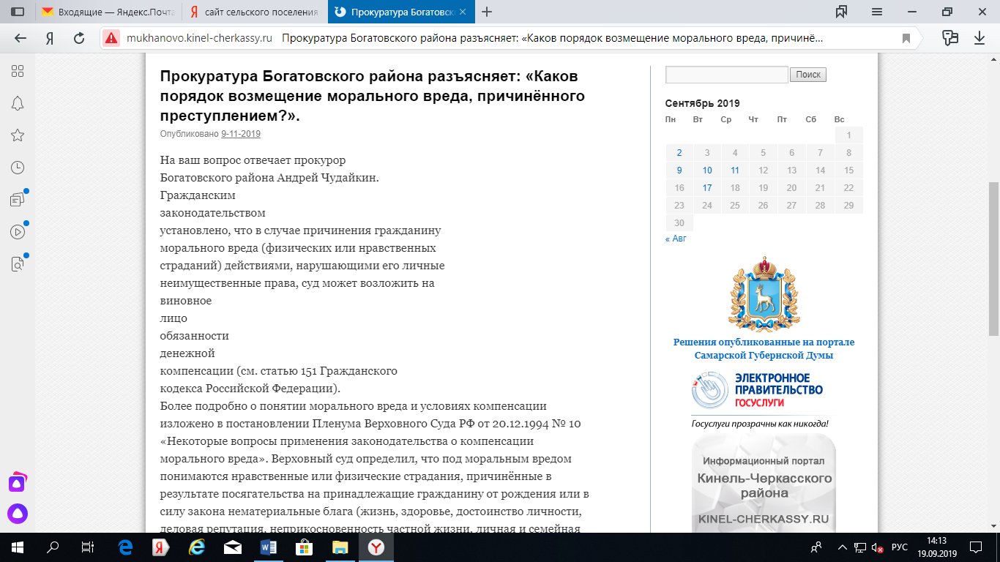 Входящие — Яндекс.Почта
сайт сельского поселения
Прокуратура Богатовск
mukhanovo.kinel-cherkassy.ru Прокуратура Богатовского района разъясняет: «Каков порядок возмещение морального вреда, причинё…
Прокуратура Богатовского района разъясняет: «Каков
порядок возмещение морального вреда, причинённого
преступлением?».
Опубликовано 9-11-2019
На ваш вопрос отвечает прокурор
Богатовского района Андрей Чудайкин.
Гражданским
законодательством
установлено, что в случае причинения гражданину
морального вреда (физических или нравственных
страданий) действиями, нарушающими его личные
неимущественные права, суд может возложить на
виновное
лицо
обязанности
денежной
компенсации (см. статью 151 Гражданского
кодекса Российской Федерации).
Более подробно о понятии морального вреда и условиях компенсации
изложено в постановлении Пленума Верховного Суда РФ от 20.12.1994 № 10
«Некоторые вопросы применения законодательства о компенсации
морального вреда». Верховный суд определил, что под моральным вредом
понимаются нравственные или физические страдания, причинённые в
результате посягательства на принадлежащие гражданину от рождения или в
силу закона нематериальные блага (жизнь, здоровье, достоинство личности,
деловая репутация, неприкосновенность частной жизни, личная и семейная
Поиск
Сентябрь 2019
Пн Вт Ср Чт Пт Сб Вс
1
2 3 4 5 6 7 8
9 10 11 12 13 14 15
16 17 18 19 20 21 22
23 24 25 26 27 28 29
30
« Авг
Решения опубликованные на портале
Самарской Губернской Думы
ЭЛЕКТРОННОЕ
ПРАВИТЕЛЬСТВО
ГОСУСЛУГИ
Госуслуги прозрачны как никогда!
Информационный портал
Кинель-Черкасского
района
KINEL-CHERKASSY.RU
РУС
14:13
19.09.2019